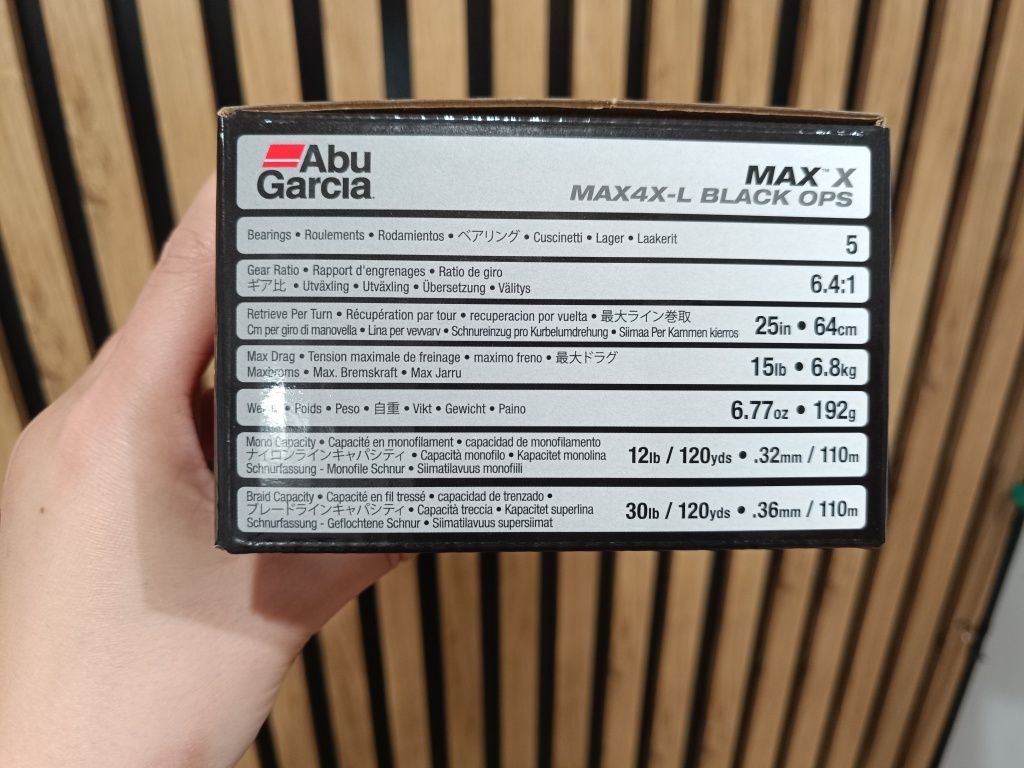 Abu
Garcia
MAX™ X
MAX4X-L BLACK OPS
Bearings • Roulements • Rodamientos • ベアリング • Cuscinetti • Lager • Laakerit
5
Gear Ratio • Rapport d'engrenages • Ratio de giro
ギア比 • Utväxling • Utväxling • Übersetzung • Välitys
6.4:1
Retrieve Per Turn • Récupération par tour • recuperacion por vuelta • 最大ライン巻取
Cm per giro di manovella • Lina per vevvarv • Schnureinzug pro Kurbelumdrehung • Siimaa Per Kammen kierros
25in • 64cm
Max Drag • Tension maximale de freinage • maximo freno • 最大ドラグ
Maxbroms • Max. Bremskraft • Max Jarru
15lb • 6.8kg
• Poids • Peso • 自重 • Vikt • Gewicht • Paino
6.77oz • 192g
Mono Capacity • Capacité en monofilament • capacidad de monofilamento
ナイロンラインキャパシティ • Capacità monofilo • Kapacitet monolina
Schnurfassung - Monofile Schnur • Siimatilavuus monofiili
12lb / 120yds • .32mm / 110m
Braid Capacity • Capacité en fil tressé • capacidad de trenzado •
ブレードラインキャパシティ • Capacità treccia • Kapacitet superlina
Schnurfassung - Geflochtene Schnur • Siimatilavuus supersiimat
30lb / 120yds • .36mm / 110m